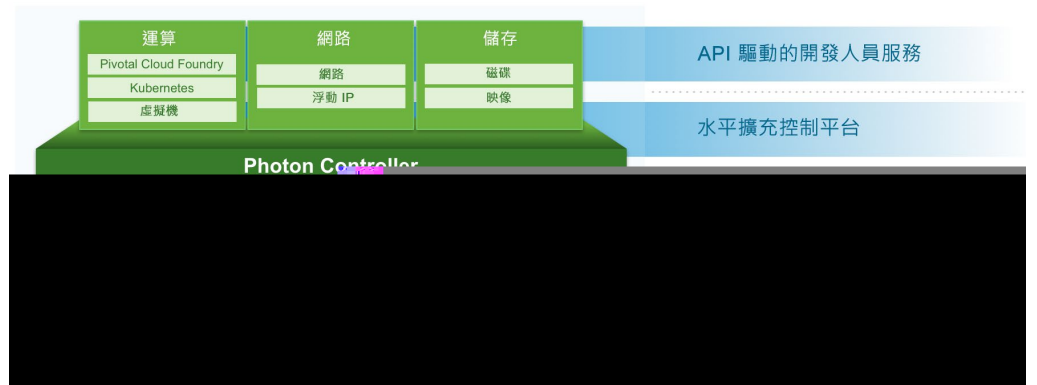 運算
Pivotal Cloud Foundry
Kubernetes
虛擬機
網路
網路
浮動 IP
儲存
磁碟
映像
API 驅動的開發人員服務
水平擴充控制平台
Photon Controller